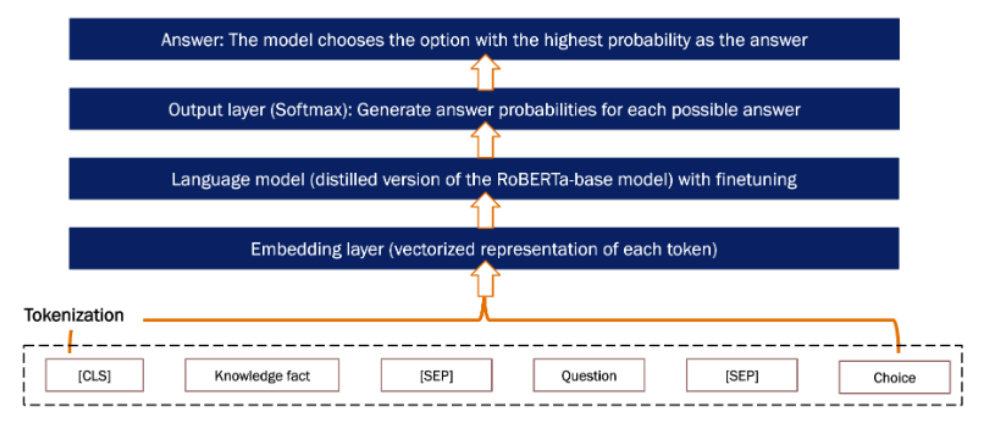 Answer: The model chooses the option with the highest probability as the answer
Output layer (Softmax): Generate answer probabilities for each possible answer
Language model (distilled version of the RoBERTa-base model) with finetuning
Embedding layer (vectorized representation of each token)
Tokenization
[CLS] Knowledge fact [SEP] Question [SEP] Choice